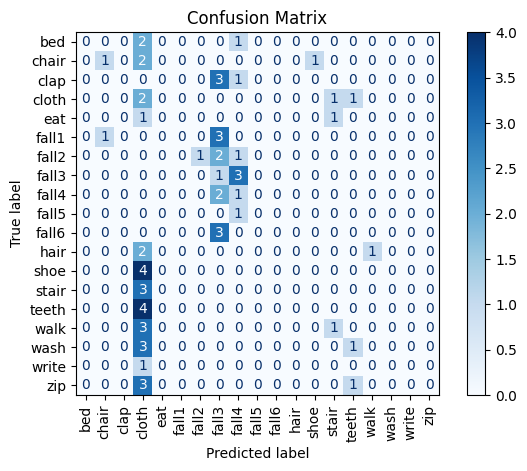 Confusion Matrix
bed 0 0 0 2 0 0 0 0 1 0 0 0 0 0 0 0 0 0 0
chair 0 1 0 2 0 0 0 0 0 0 0 0 1 0 0 0 0 0 0
clap 0 0 0 0 0 0 0 3 1 0 0 0 0 0 0 0 0 0 0
cloth 0 0 0 2 0 0 0 0 0 0 0 0 0 1 1 0 0 0 0
eat 0 0 0 1 0 0 0 0 0 0 0 0 0 1 0 0 0 0 0
fall1 0 1 0 0 0 0 0 3 0 0 0 0 0 0 0 0 0 0 0
fall2 0 0 0 0 0 0 1 2 1 0 0 0 0 0 0 0 0 0 0
fall3 0 0 0 0 0 0 0 1 3 0 0 0 0 0 0 0 0 0 0
fall4 0 0 0 0 0 0 0 2 1 0 0 0 0 0 0 0 0 0 0
fall5 0 0 0 0 0 0 0 0 1 0 0 0 0 0 0 0 0 0 0
fall6 0 0 0 0 0 0 0 3 0 0 0 0 0 0 0 0 0 0 0
hair 0 0 0 2 0 0 0 0 0 0 0 0 0 0 0 1 0 0 0
shoe 0 0 0 4 0 0 0 0 0 0 0 0 0 0 0 0 0 0 0
stair 0 0 0 3 0 0 0 0 0 0 0 0 0 0 0 0 0 0 0
teeth 0 0 0 4 0 0 0 0 0 0 0 0 0 0 0 0 0 0 0
walk 0 0 0 3 0 0 0 0 0 0 0 0 0 1 0 0 0 0 0
wash 0 0 0 3 0 0 0 0 0 0 0 0 0 0 1 0 0 0 0
write 0 0 0 1 0 0 0 0 0 0 0 0 0 0 0 0 0 0 0
zip 0 0 0 3 0 0 0 0 0 0 0 0 0 0 1 0 0 0 0
True label
bed chair clap cloth eat fall1 fall2 fall3 fall4 fall5 fall6 hair shoe stair teeth walk wash write zip
Predicted label
4.0
3.5
3.0
2.5
2.0
1.5
1.0
0.5
0.0